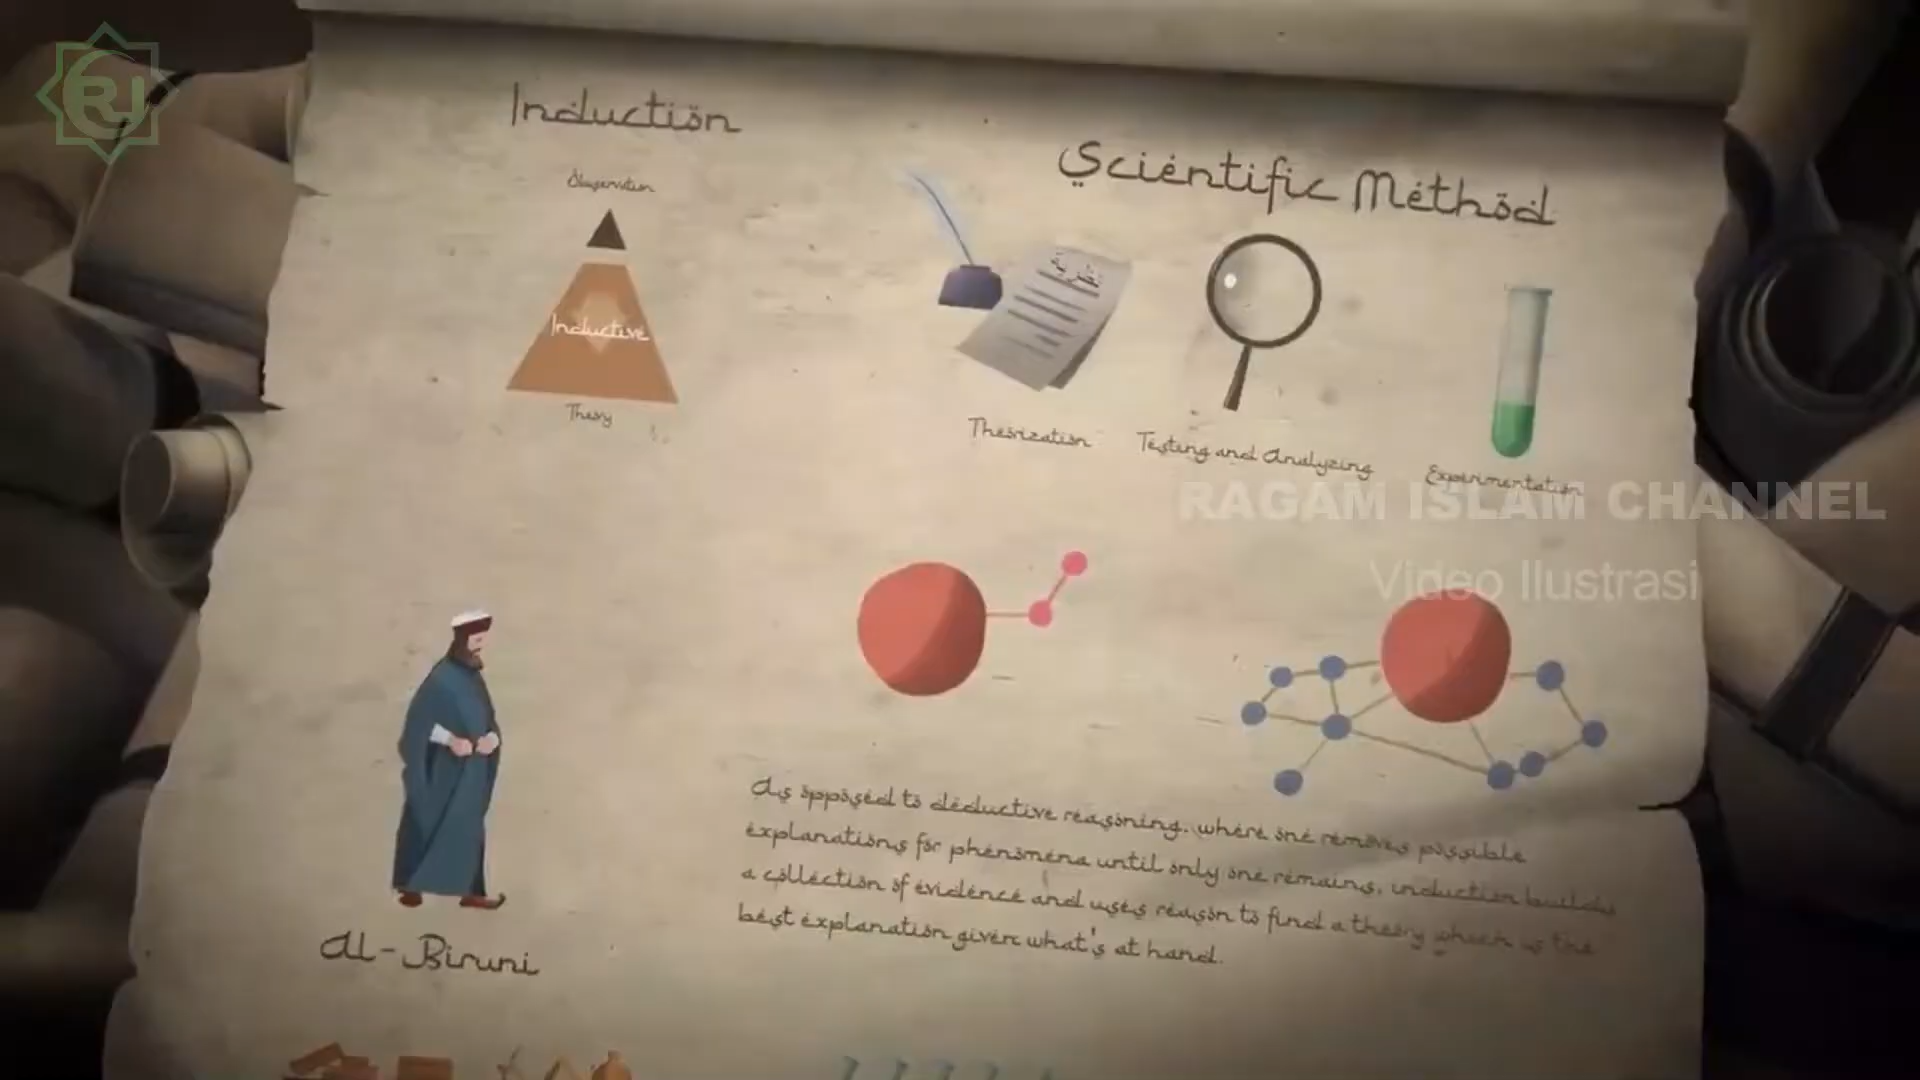 RI
Induction
Observation
Inductive
Theory
Scientific Method
نظرية
Theorization
Testing and Analyzing
Experimentation
RAGAM ISLAM CHANNEL
Video Ilustrasi
Al-Biruni
As opposed to deductive reasoning, where one removes possible
explanations for phenomena until only one remains, induction builds
a collection of evidence and uses reason to find a theory which is the
best explanation given what's at hand.